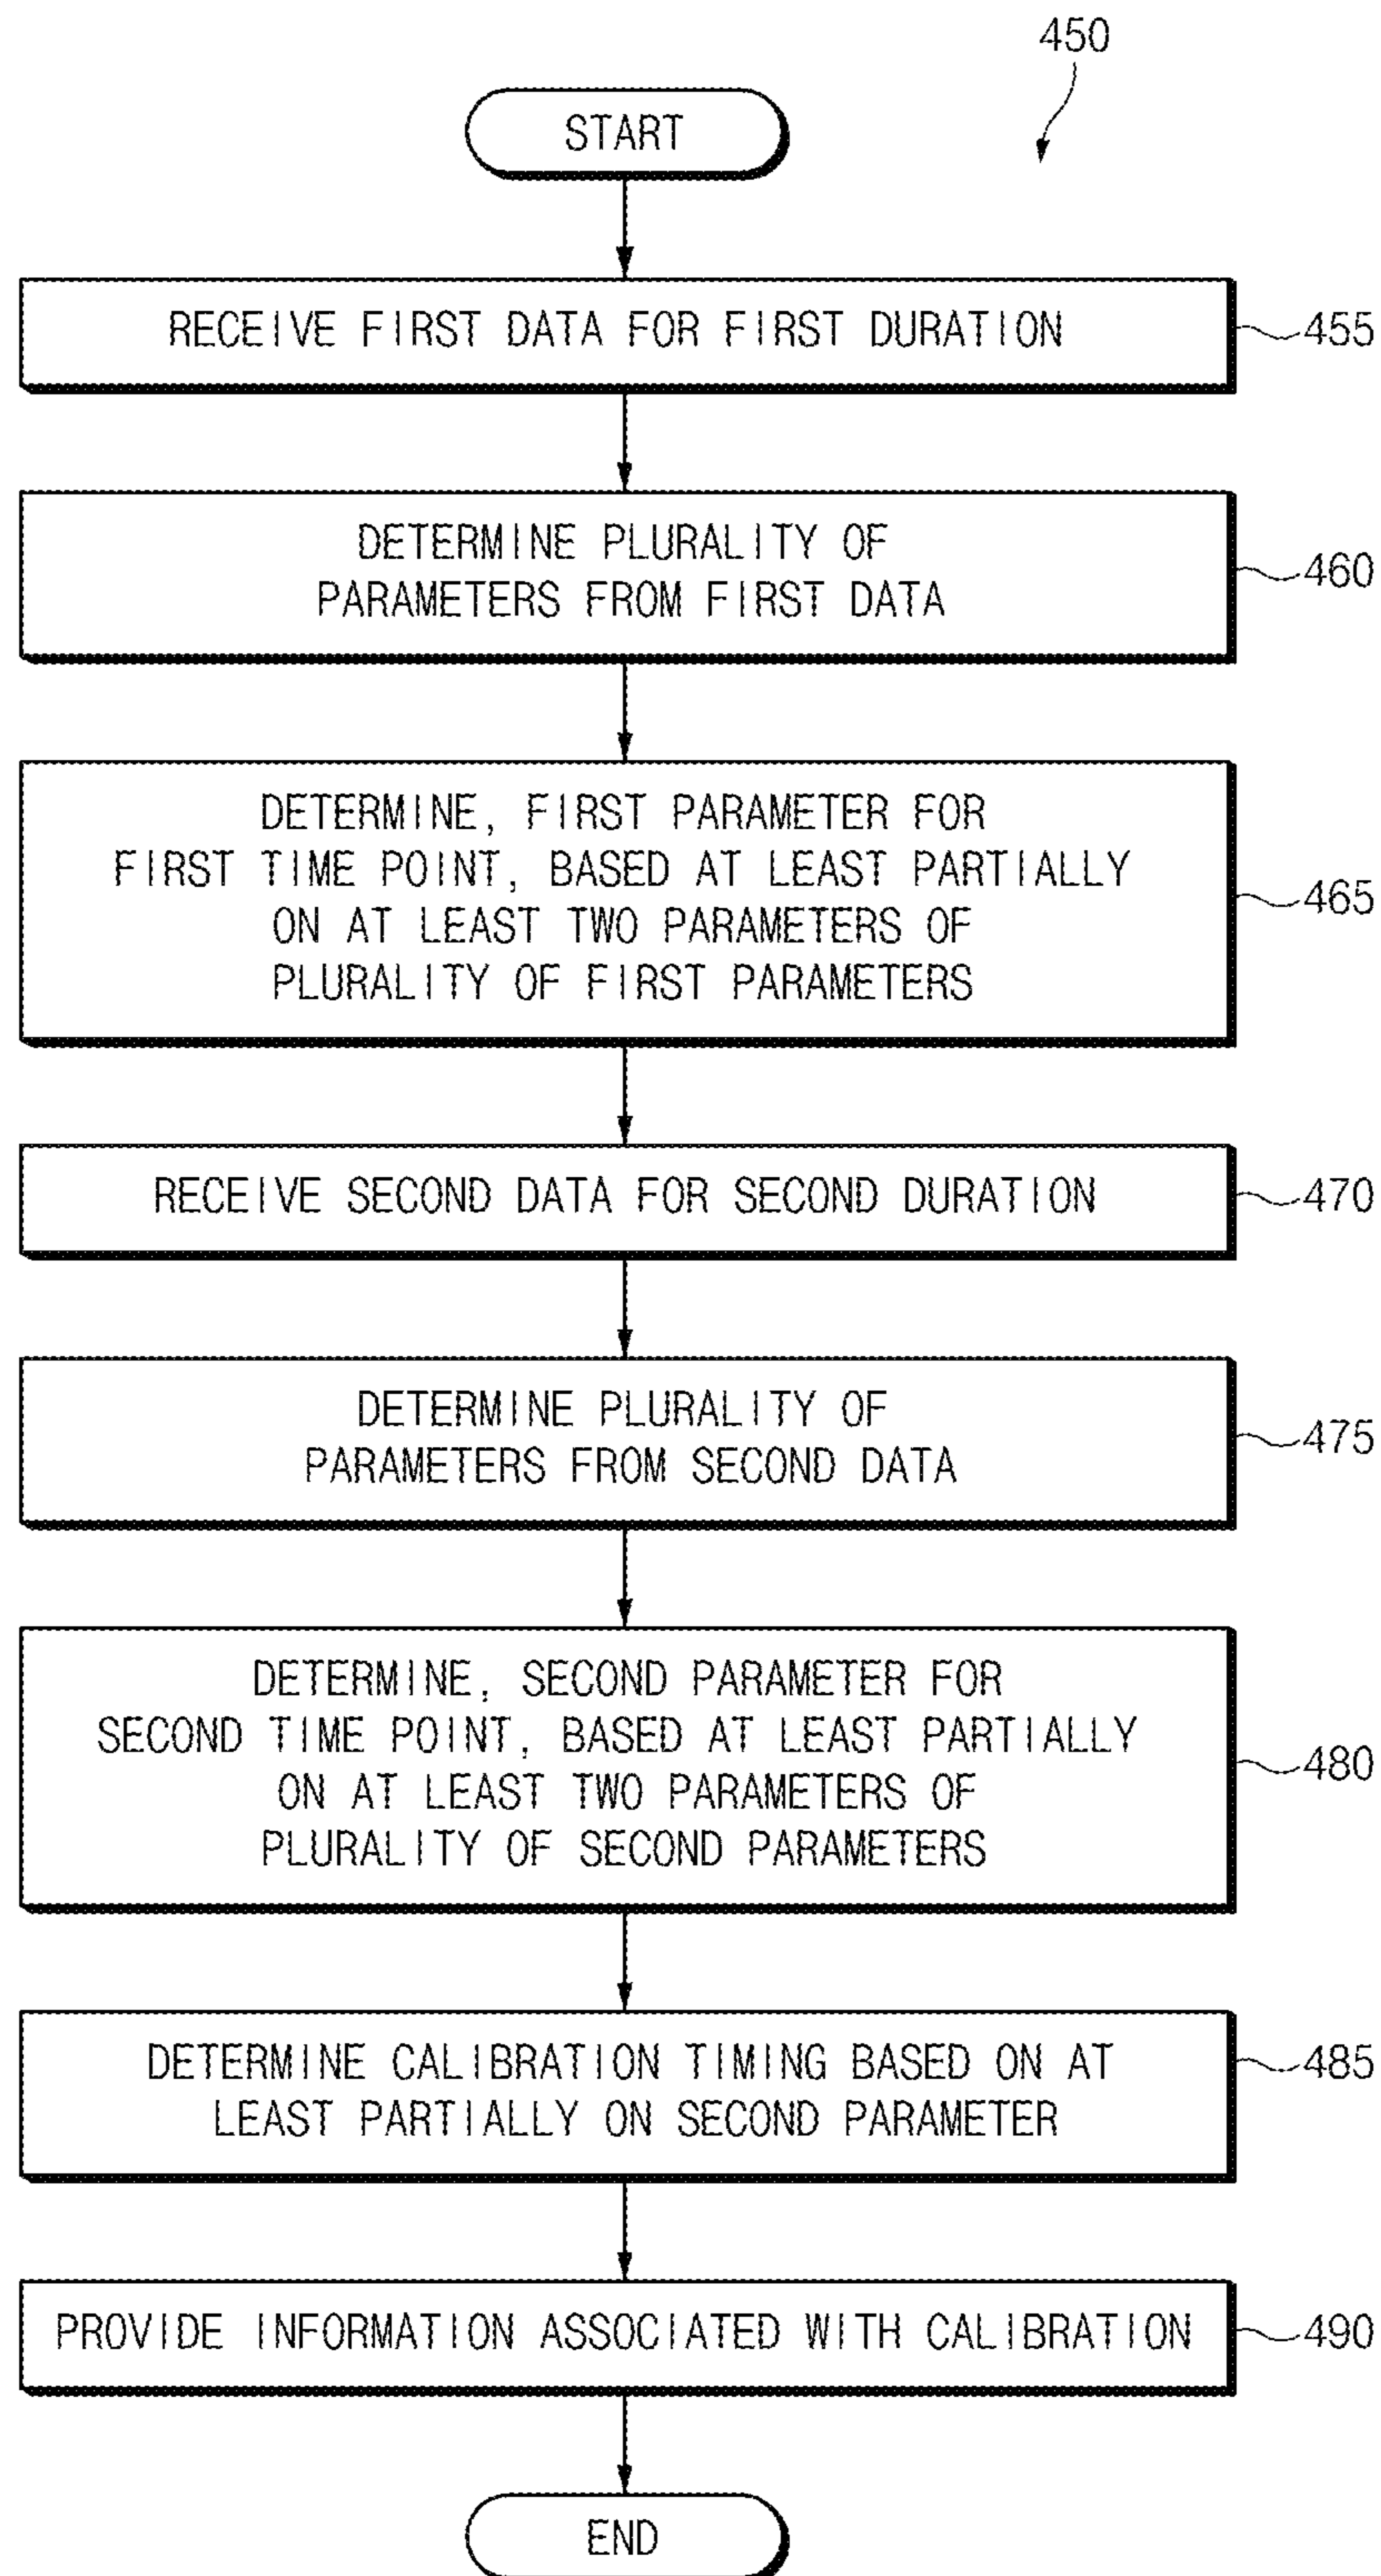 450
START
RECEIVE FIRST DATA FOR FIRST DURATION
455
DETERMINE PLURALITY OF
PARAMETERS FROM FIRST DATA
460
DETERMINE, FIRST PARAMETER FOR
FIRST TIME POINT, BASED AT LEAST PARTIALLY
ON AT LEAST TWO PARAMETERS OF
PLURALITY OF FIRST PARAMETERS
465
RECEIVE SECOND DATA FOR SECOND DURATION
470
DETERMINE PLURALITY OF
PARAMETERS FROM SECOND DATA
475
DETERMINE, SECOND PARAMETER FOR
SECOND TIME POINT, BASED AT LEAST PARTIALLY
ON AT LEAST TWO PARAMETERS OF
PLURALITY OF SECOND PARAMETERS
480
DETERMINE CALIBRATION TIMING BASED ON AT
LEAST PARTIALLY ON SECOND PARAMETER
485
PROVIDE INFORMATION ASSOCIATED WITH CALIBRATION
490
END